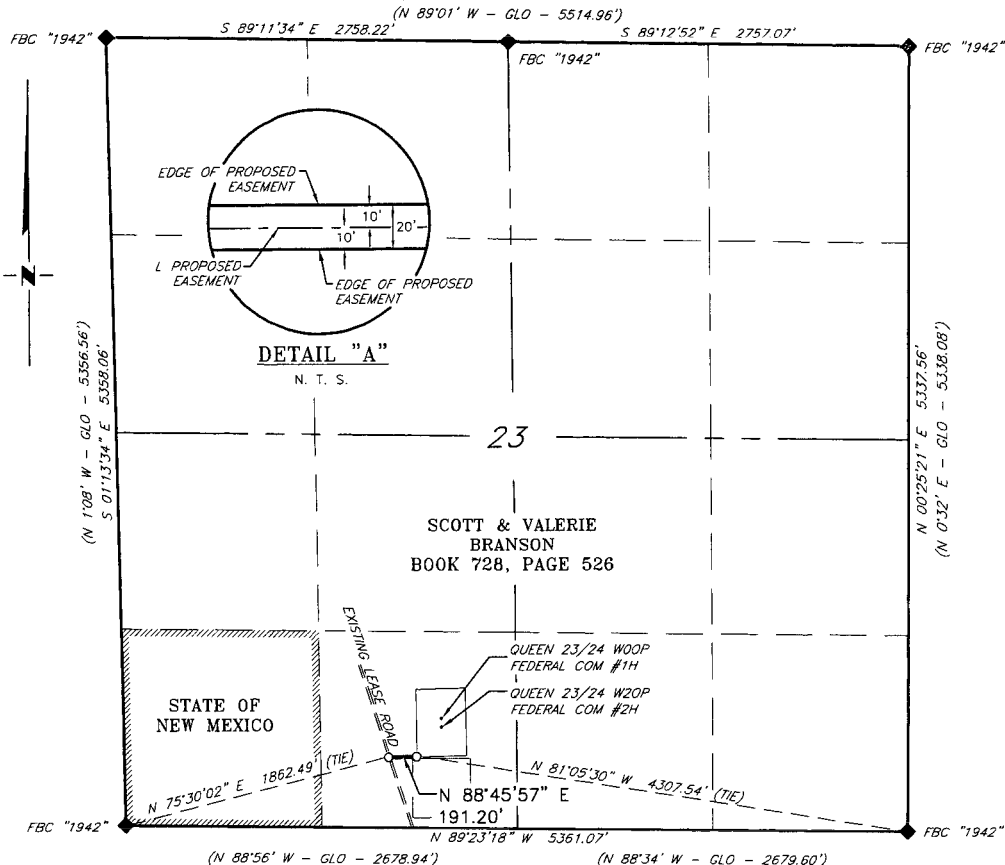 (N 89°01' W - GLO - 5514.96')
S 89°11'34" E 2758.22'
S 89°12'52" E 2757.07'
FBC "1942"
FBC "1942"
FBC "1942"
EDGE OF PROPOSED
EASEMENT
10'
20'
10'
L PROPOSED
EASEMENT
EDGE OF PROPOSED
EASEMENT
DETAIL "A"
N. T. S.
N
(N 1°08' W - GLO - 5356.56')
S 01°13'34" E 5358.06'
23
N 00°25'21" E 5337.56'
(N 0°32' E - GLO - 5338.08')
SCOTT & VALERIE
BRANSON
BOOK 728, PAGE 526
EXISTING LEASE ROAD
QUEEN 23/24 W0OP
FEDERAL COM #1H
QUEEN 23/24 W2OP
FEDERAL COM #2H
STATE OF
NEW MEXICO
N 75°30'02" E 1862.49' (TIE)
N 81°05'30" W 4307.54' (TIE)
N 88°45'57" E
191.20'
FBC "1942"
N 89°23'18" W 5361.07'
FBC "1942"
(N 88°56' W - GLO - 2678.94')
(N 88°34' W - GLO - 2679.60')